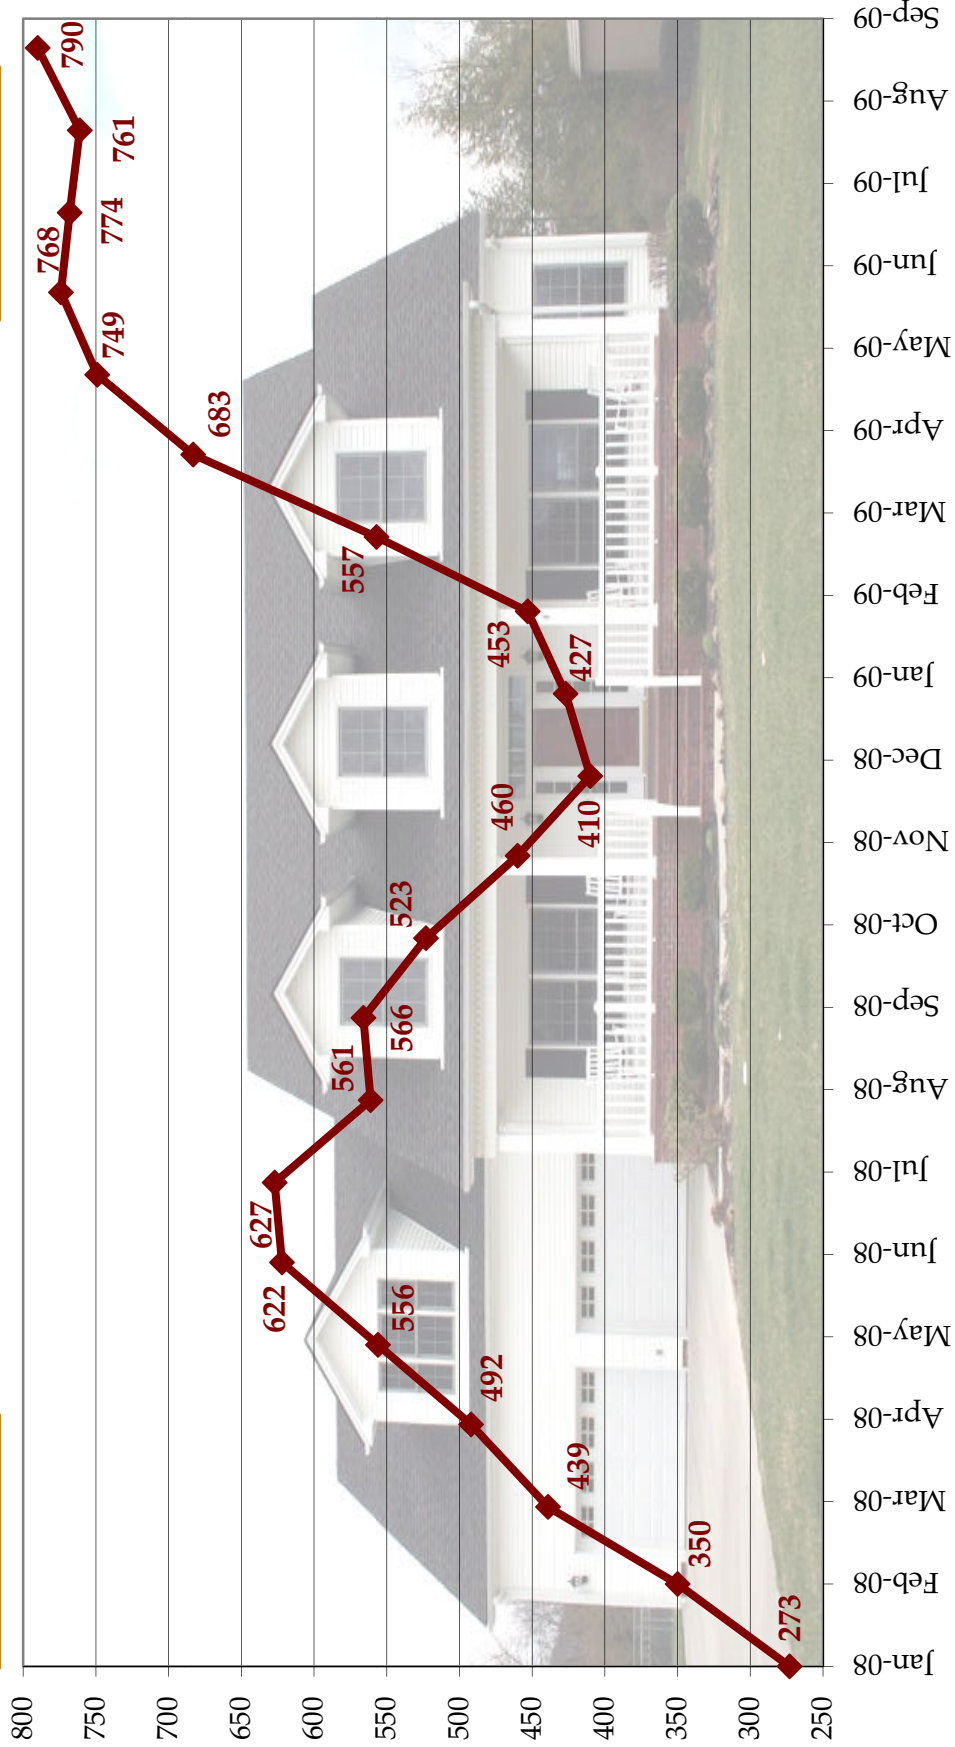 800
750
700
650
600
550
500
450
400
350
300
250
273
350
439
492
556
622
627
561
566
523
460
410
427
453
557
683
749
768
774
761
790
Jan-08
Feb-08
Mar-08
Apr-08
May-08
Jun-08
Jul-08
Aug-08
Sep-08
Oct-08
Nov-08
Dec-08
Jan-09
Feb-09
Mar-09
Apr-09
May-09
Jun-09
Jul-09
Aug-09
Sep-09